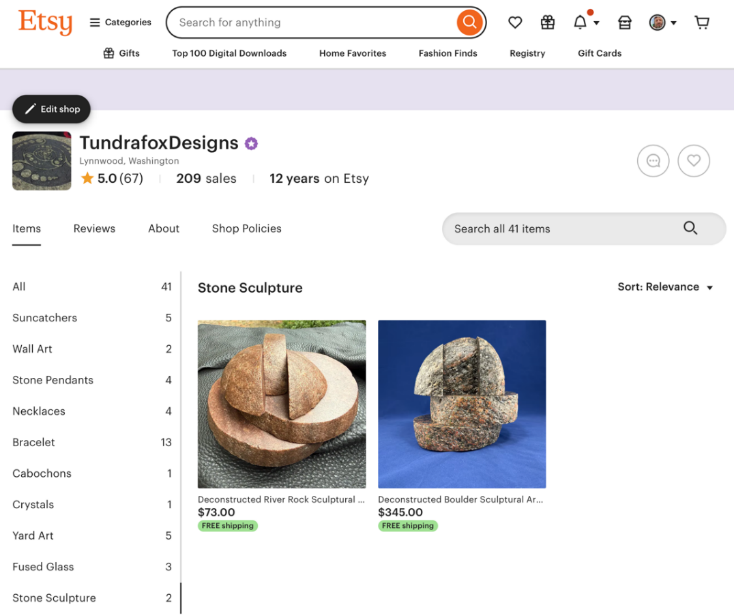 Etsy
Categories
Search for anything
Gifts
Top 100 Digital Downloads
Home Favorites
Fashion Finds
Registry
Gift Cards
Edit shop
TundrafoxDesigns
Lynnwood, Washington
5.0 (67) 209 sales 12 years on Etsy
Items
Reviews
About
Shop Policies
Search all 41 items
All 41
Suncatchers 5
Wall Art 2
Stone Pendants 4
Necklaces 4
Bracelet 13
Cabochons 1
Crystals 1
Yard Art 5
Fused Glass 3
Stone Sculpture 2
Stone Sculpture
Sort: Relevance
Deconstructed River Rock Sculptural ...
$73.00
FREE shipping
Deconstructed Boulder Sculptural Ar...
$345.00
FREE shipping